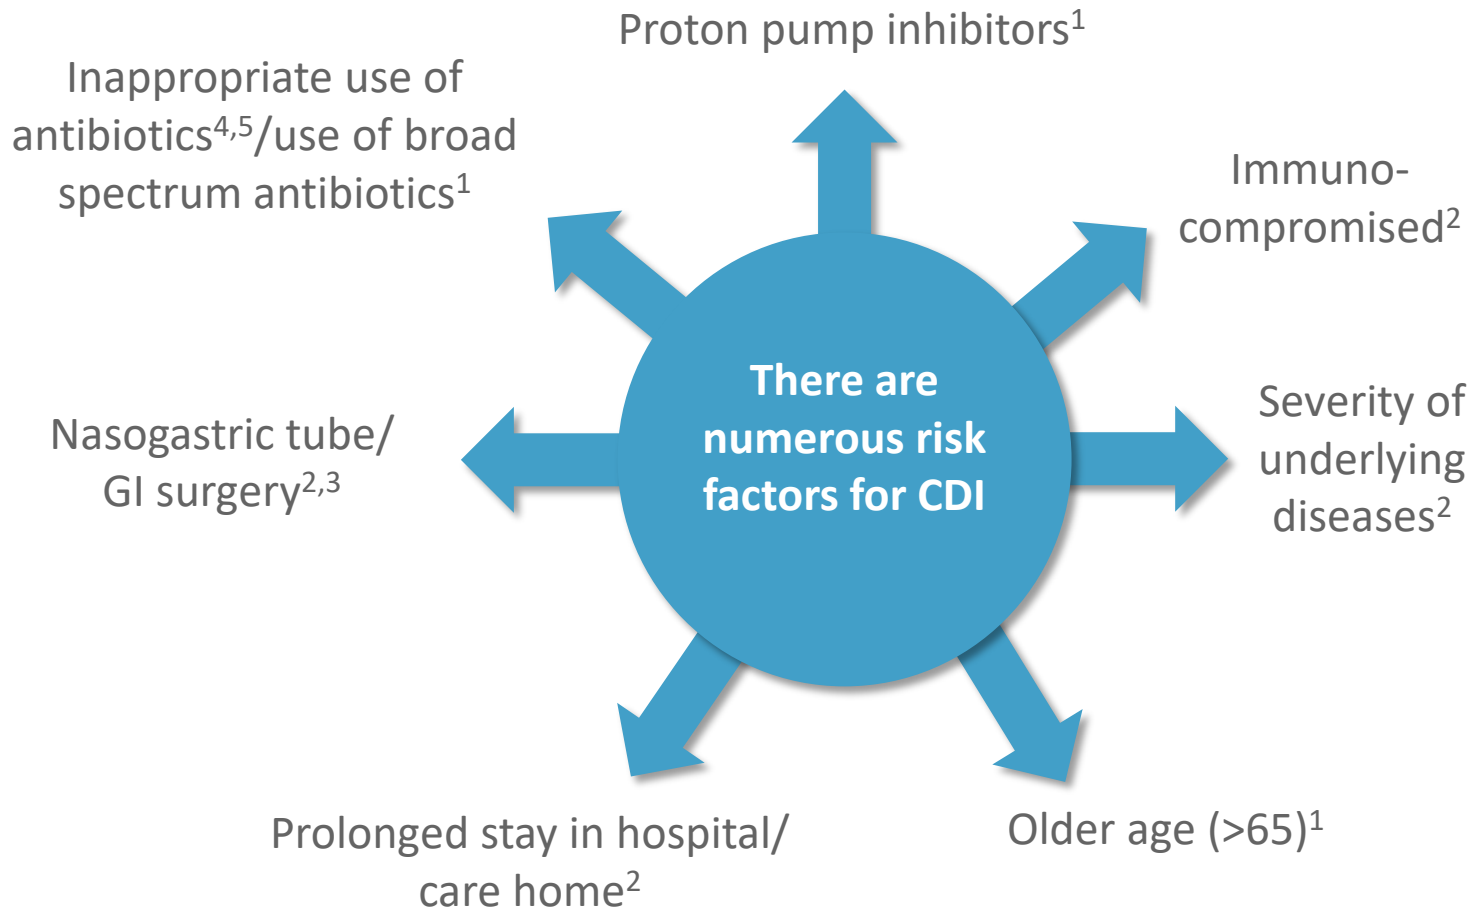 Proton pump inhibitors¹
Inappropriate use of
antibiotics⁴,⁵/use of broad
spectrum antibiotics¹
Immuno-
compromised²
There are
numerous risk
factors for CDI
Nasogastric tube/
GI surgery²,³
Severity of
underlying
diseases²
Prolonged stay in hospital/
care home²
Older age (>65)¹